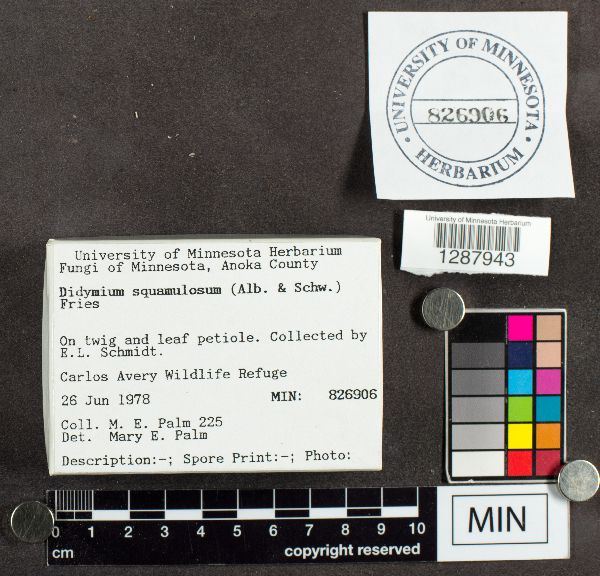 UNIVERSITY OF MINNESOTA
826906
• HERBARIUM •
University of Minnesota Herbarium
1287943
University of Minnesota Herbarium
Fungi of Minnesota, Anoka County
Didymium squamulosum (Alb. & Schw.)
Fries
On twig and leaf petiole. Collected by
E.L. Schmidt.
Carlos Avery Wildlife Refuge
26 Jun 1978 MIN: 826906
Coll. M. E. Palm 225
Det. Mary E. Palm
Description:-; Spore Print:-; Photo:
0 1 2 3 4 5 6 7 8 9 10
cm copyright reserved
MIN